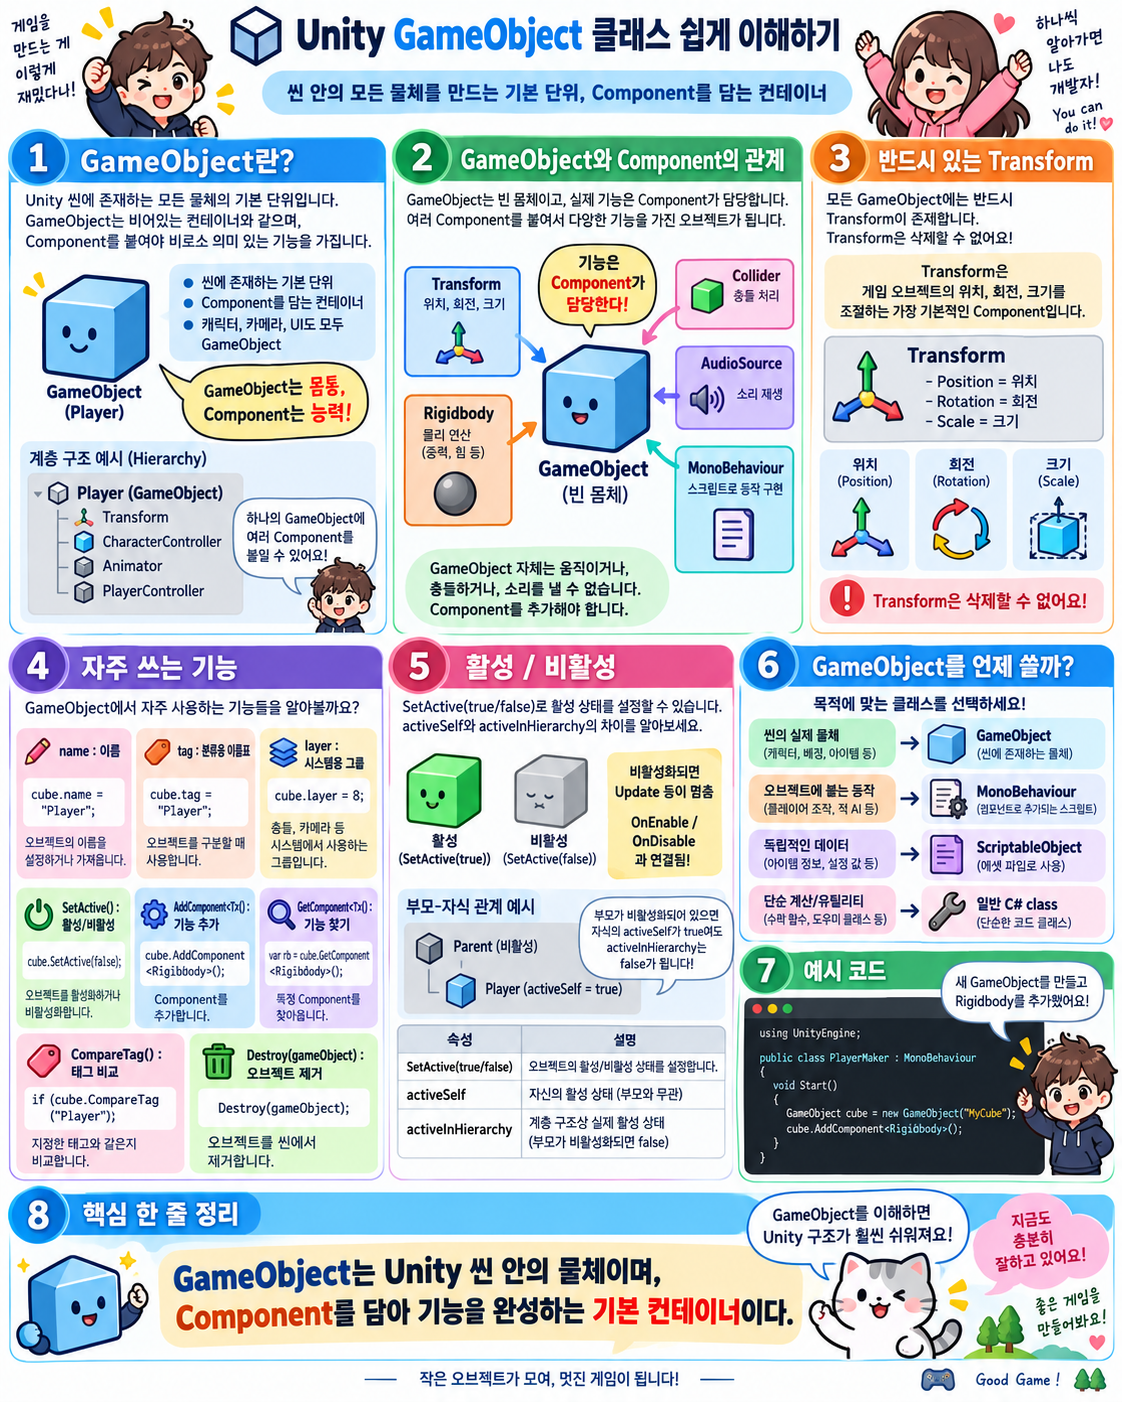 게임을
만드는 게
이렇게
재밌다니!
Unity GameObject 클래스 쉽게 이해하기
씬 안의 모든 물체를 만드는 기본 단위, Component를 담는 컨테이너
하나씩
알아가면
나도
개발자!
You can
do it!
1 GameObject란?
Unity 씬에 존재하는 모든 물체의 기본 단위입니다.
GameObject는 비어있는 컨테이너와 같으며,
Component를 붙여야 비로소 의미 있는 기능을 가집니다.
• 씬에 존재하는 기본 단위
• Component를 담는 컨테이너
• 캐릭터, 카메라, UI도 모두
GameObject
GameObject
(Player)
GameObject는 몸통,
Component는 능력!
계층 구조 예시 (Hierarchy)
Player (GameObject)
Transform
CharacterController
Animator
PlayerController
하나의 GameObject에
여러 Component를
붙일 수 있어요!
2 GameObject와 Component의 관계
GameObject는 빈 몸체이고, 실제 기능은 Component가 담당합니다.
여러 Component를 붙여서 다양한 기능을 가진 오브젝트가 됩니다.
Transform
위치, 회전, 크기
기능은
Component가
담당한다!
Collider
충돌 처리
AudioSource
소리 재생
Rigidbody
물리 연산
(중력, 힘 등)
GameObject
(빈 몸체)
MonoBehaviour
스크립트로 동작 구현
GameObject 자체는 움직이거나,
충돌하거나, 소리를 낼 수 없습니다.
Component를 추가해야 합니다.
3 반드시 있는 Transform
모든 GameObject에는 반드시
Transform이 존재합니다.
Transform은 삭제할 수 없어요!
Transform은
게임 오브젝트의 위치, 회전, 크기를
조절하는 가장 기본적인 Component입니다.
Transform
- Position = 위치
- Rotation = 회전
- Scale = 크기
위치
(Position)
회전
(Rotation)
크기
(Scale)
! Transform은 삭제할 수 없어요!
4 자주 쓰는 기능
GameObject에서 자주 사용하는 기능들을 알아볼까요?
name : 이름
cube.name =
"Player";
오브젝트의 이름을
설정하거나 가져옵니다.
tag : 분류용 이름표
cube.tag =
"Player";
오브젝트를 구분할 때
사용합니다.
layer :
시스템용 그룹
cube.layer = 8;
충돌, 카메라 등
시스템에서 사용하는
그룹입니다.
SetActive() :
활성/비활성
cube.SetActive(false);
오브젝트를 활성화하거나
비활성화합니다.
AddComponent<Tx() :
기능 추가
cube.AddComponent
<Rigibbody>();
Component를
추가합니다.
GetComponent<Tx() :
기능 찾기
var rb = cube.GetComponent
<Rigibody>();
독정 Component를
찾아옵니다.
CompareTag() :
태그 비교
if (cube.CompareTag
("Player");
지정한 태고와 같은지
비교합니다.
Destroy(gameObject) :
오브젝트 제거
Destroy(gameObject);
오브젝트를 씬에서
제거합니다.
5 활성 / 비활성
SetActive(true/false)로 활성 상태를 설정할 수 있습니다.
activeSelf와 activeInHierarchy의 차이를 알아보세요.
활성
(SetActive(true))
비활성
(SetActive(false))
비활성화되면
Update 등이 멈춤
OnEnable /
OnDisable
과 연결됨!
부모-자식 관계 예시
Parent (비활성)
Player (activeSelf = true)
부모가 비활성화되어 있으면
자식의 activeSelf가 true여도
activeInHierarchy는
false가 됩니다!
속성 설명
SetActive(true/false) 오브젝트의 활성/비활성 상태를 설정합니다.
activeSelf 자신의 활성 상태 (부모와 무관)
activeInHierarchy 계층 구조상 실제 활성 상태
(부모가 비활성화되면 false)
6 GameObject를 언제 쓸까?
목적에 맞는 클래스를 선택하세요!
씬의 실제 물체
(캐릭터, 배경, 아이템 등)
→ GameObject
(씬에 존재하는 물체)
오브젝트에 붙는 동작
(플레이어 조작, 적 AI 등)
→ MonoBehaviour
(컴포넌트로 추가되는 스크립트)
독립적인 데이터
(아이템 정보, 설정 값 등)
→ ScriptableObject
(에셋 파일로 사용)
단순 계산/유틸리티
(수학 함수, 도우미 클래스 등)
→ 일반 C# class
(단순한 코드 클래스)
7 예시 코드
새 GameObject를 만들고
Rigidbody를 추가했어요!
using UnityEngine;
public class PlayerMaker : MonoBehaviour
{
void Start()
{
GameObject cube = new GameObject("MyCube");
cube.AddComponent<Rigidbody>();
}
}
8 핵심 한 줄 정리
GameObject는 Unity 씬 안의 물체이며,
Component를 담아 기능을 완성하는 기본 컨테이너이다.
GameObject를 이해하면
Unity 구조가 훨씬 쉬워져요!
지금도
충분히
잘하고 있어요!
좋은 게임을
만들어봐요!
작은 오브젝트가 모여, 멋진 게임이 됩니다!
Good Game !